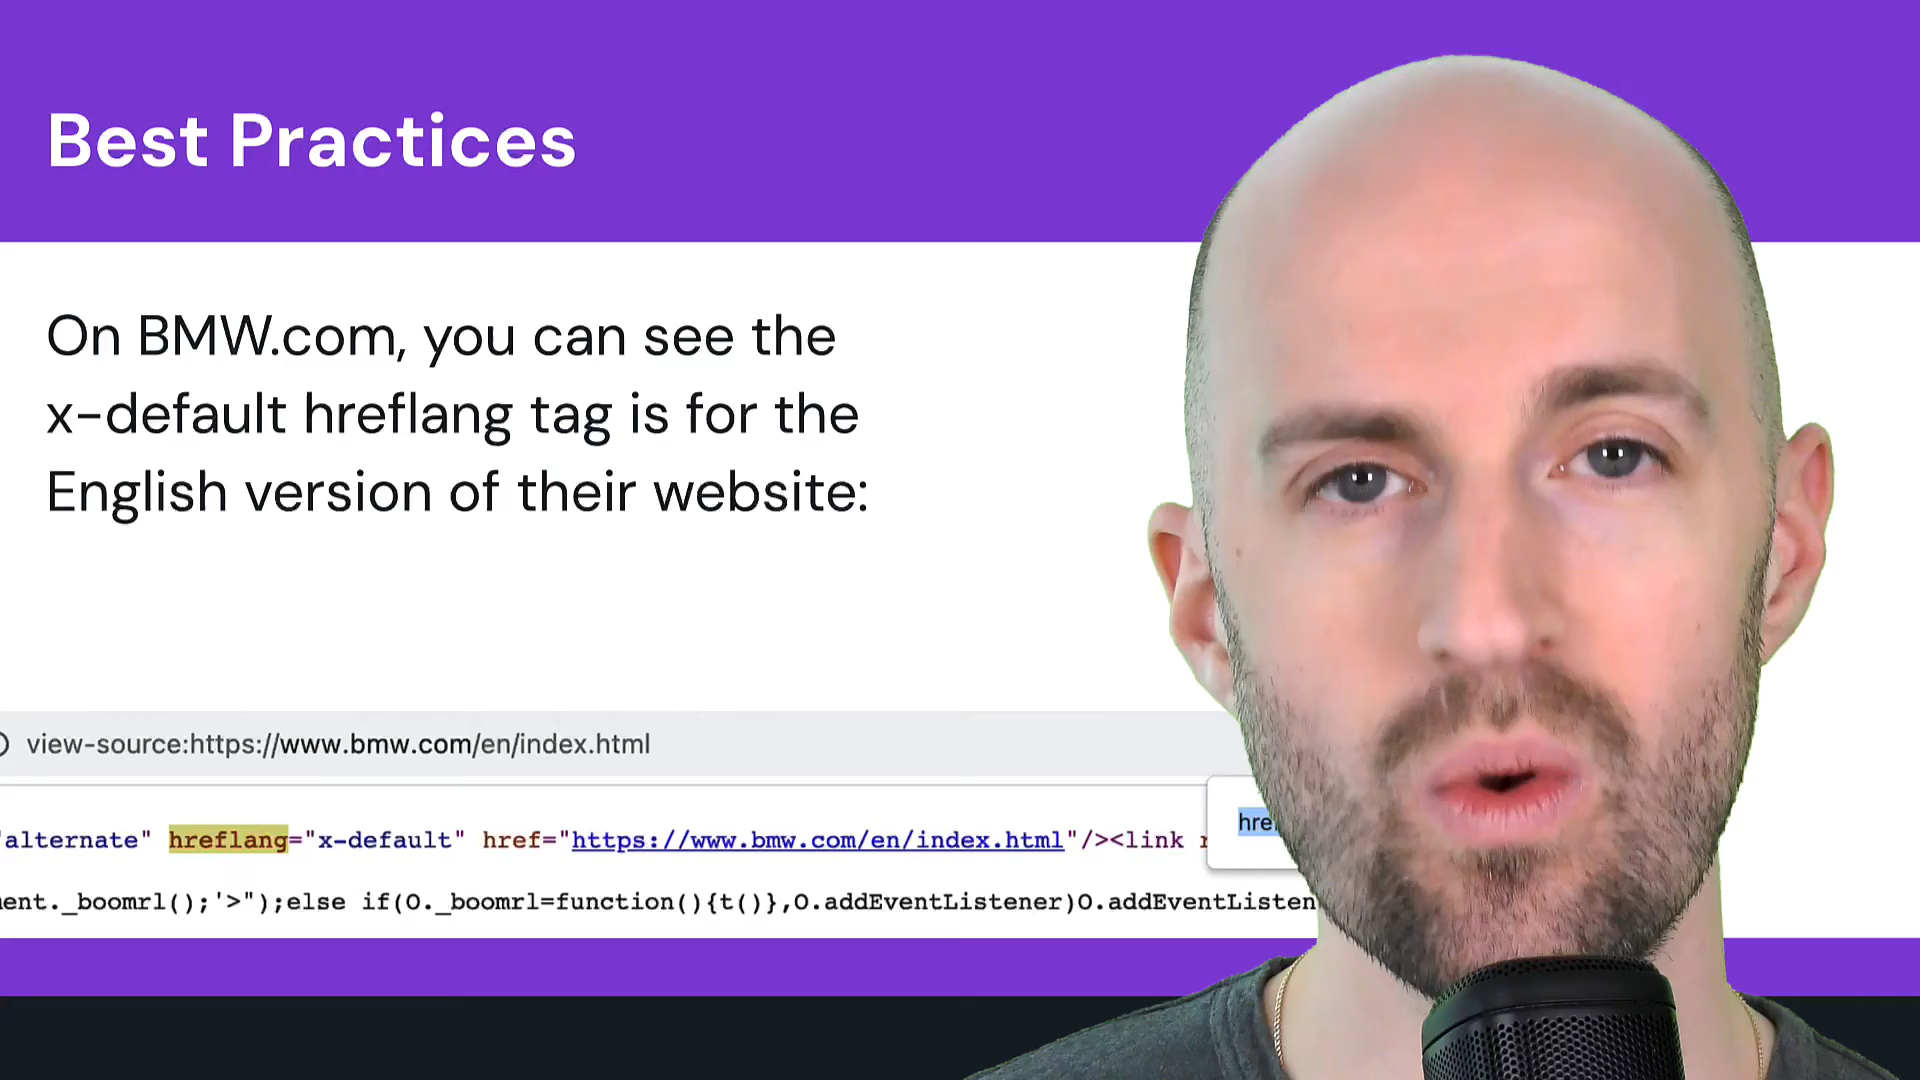 Best Practices
On BMW.com, you can see the
x-default hreflang tag is for the
English version of their website:
view-source:https://www.bmw.com/en/index.html
alternate" hreflang="x-default" href="https://www.bmw.com/en/index.html"/><link
ent._boomrl();'>");else if(O._boomrl=function(){t()},O.addEventListener)O.addEventListen